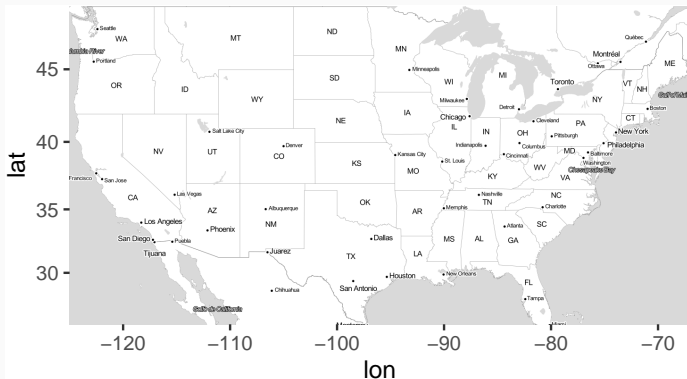 Seattle
WA
Columbia River
Portland
OR
MT
ND
MN
Minneapolis
SD
ID
WY
WI
Milwaukee
MI
Detroit
Toronto
Ottawa
Montréal
Québec
ME
VT
NH
Boston
NY
CT
Chicago
IA
NE
Salt Lake City
NV
UT
Denver
CO
KS
Kansas City
MO
St. Louis
IL
IN
Indianapolis
OH
Columbus
Cincinnati
Cleveland
PA
Pittsburgh
New York
Philadelphia
MD
Baltimore
Washington
Chesapeake Bay
WV
VA
KY
Francisco
San Jose
CA
Las Vegas
Los Angeles
San Diego
Tijuana
Puebla
AZ
Phoenix
Albuquerque
NM
Juarez
Chihuahua
OK
AR
Memphis
Nashville
TN
NC
Charlotte
SC
Atlanta
GA
AL
MS
LA
New Orleans
TX
Dallas
Houston
San Antonio
FL
Tampa
Golfo de California
lat
45
40
35
30
−120
−110
−100
−90
−80
−70
lon